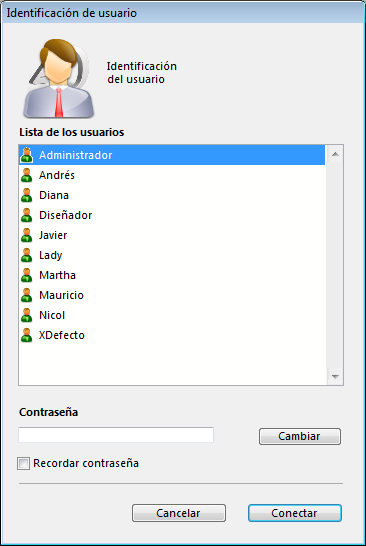 Identificación de usuario
Identificación
del usuario
Lista de los usuarios
Administrador
Andrés
Diana
Diseñador
Javier
Lady
Martha
Mauricio
Nicol
XDefecto
Contraseña
Cambiar
Recordar contraseña
Cancelar
Conectar